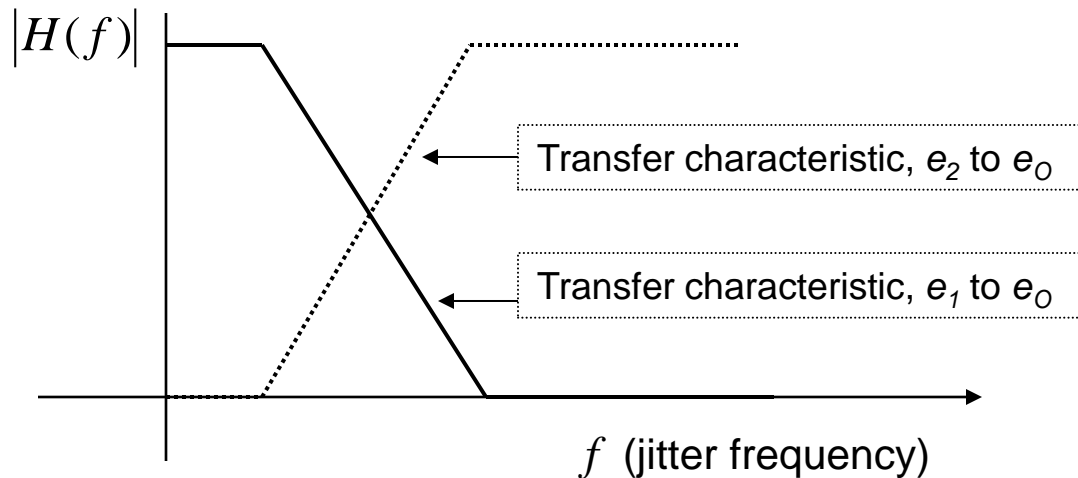 |H(f)|
Transfer characteristic, e2 to eO
Transfer characteristic, e1 to eO
f (jitter frequency)